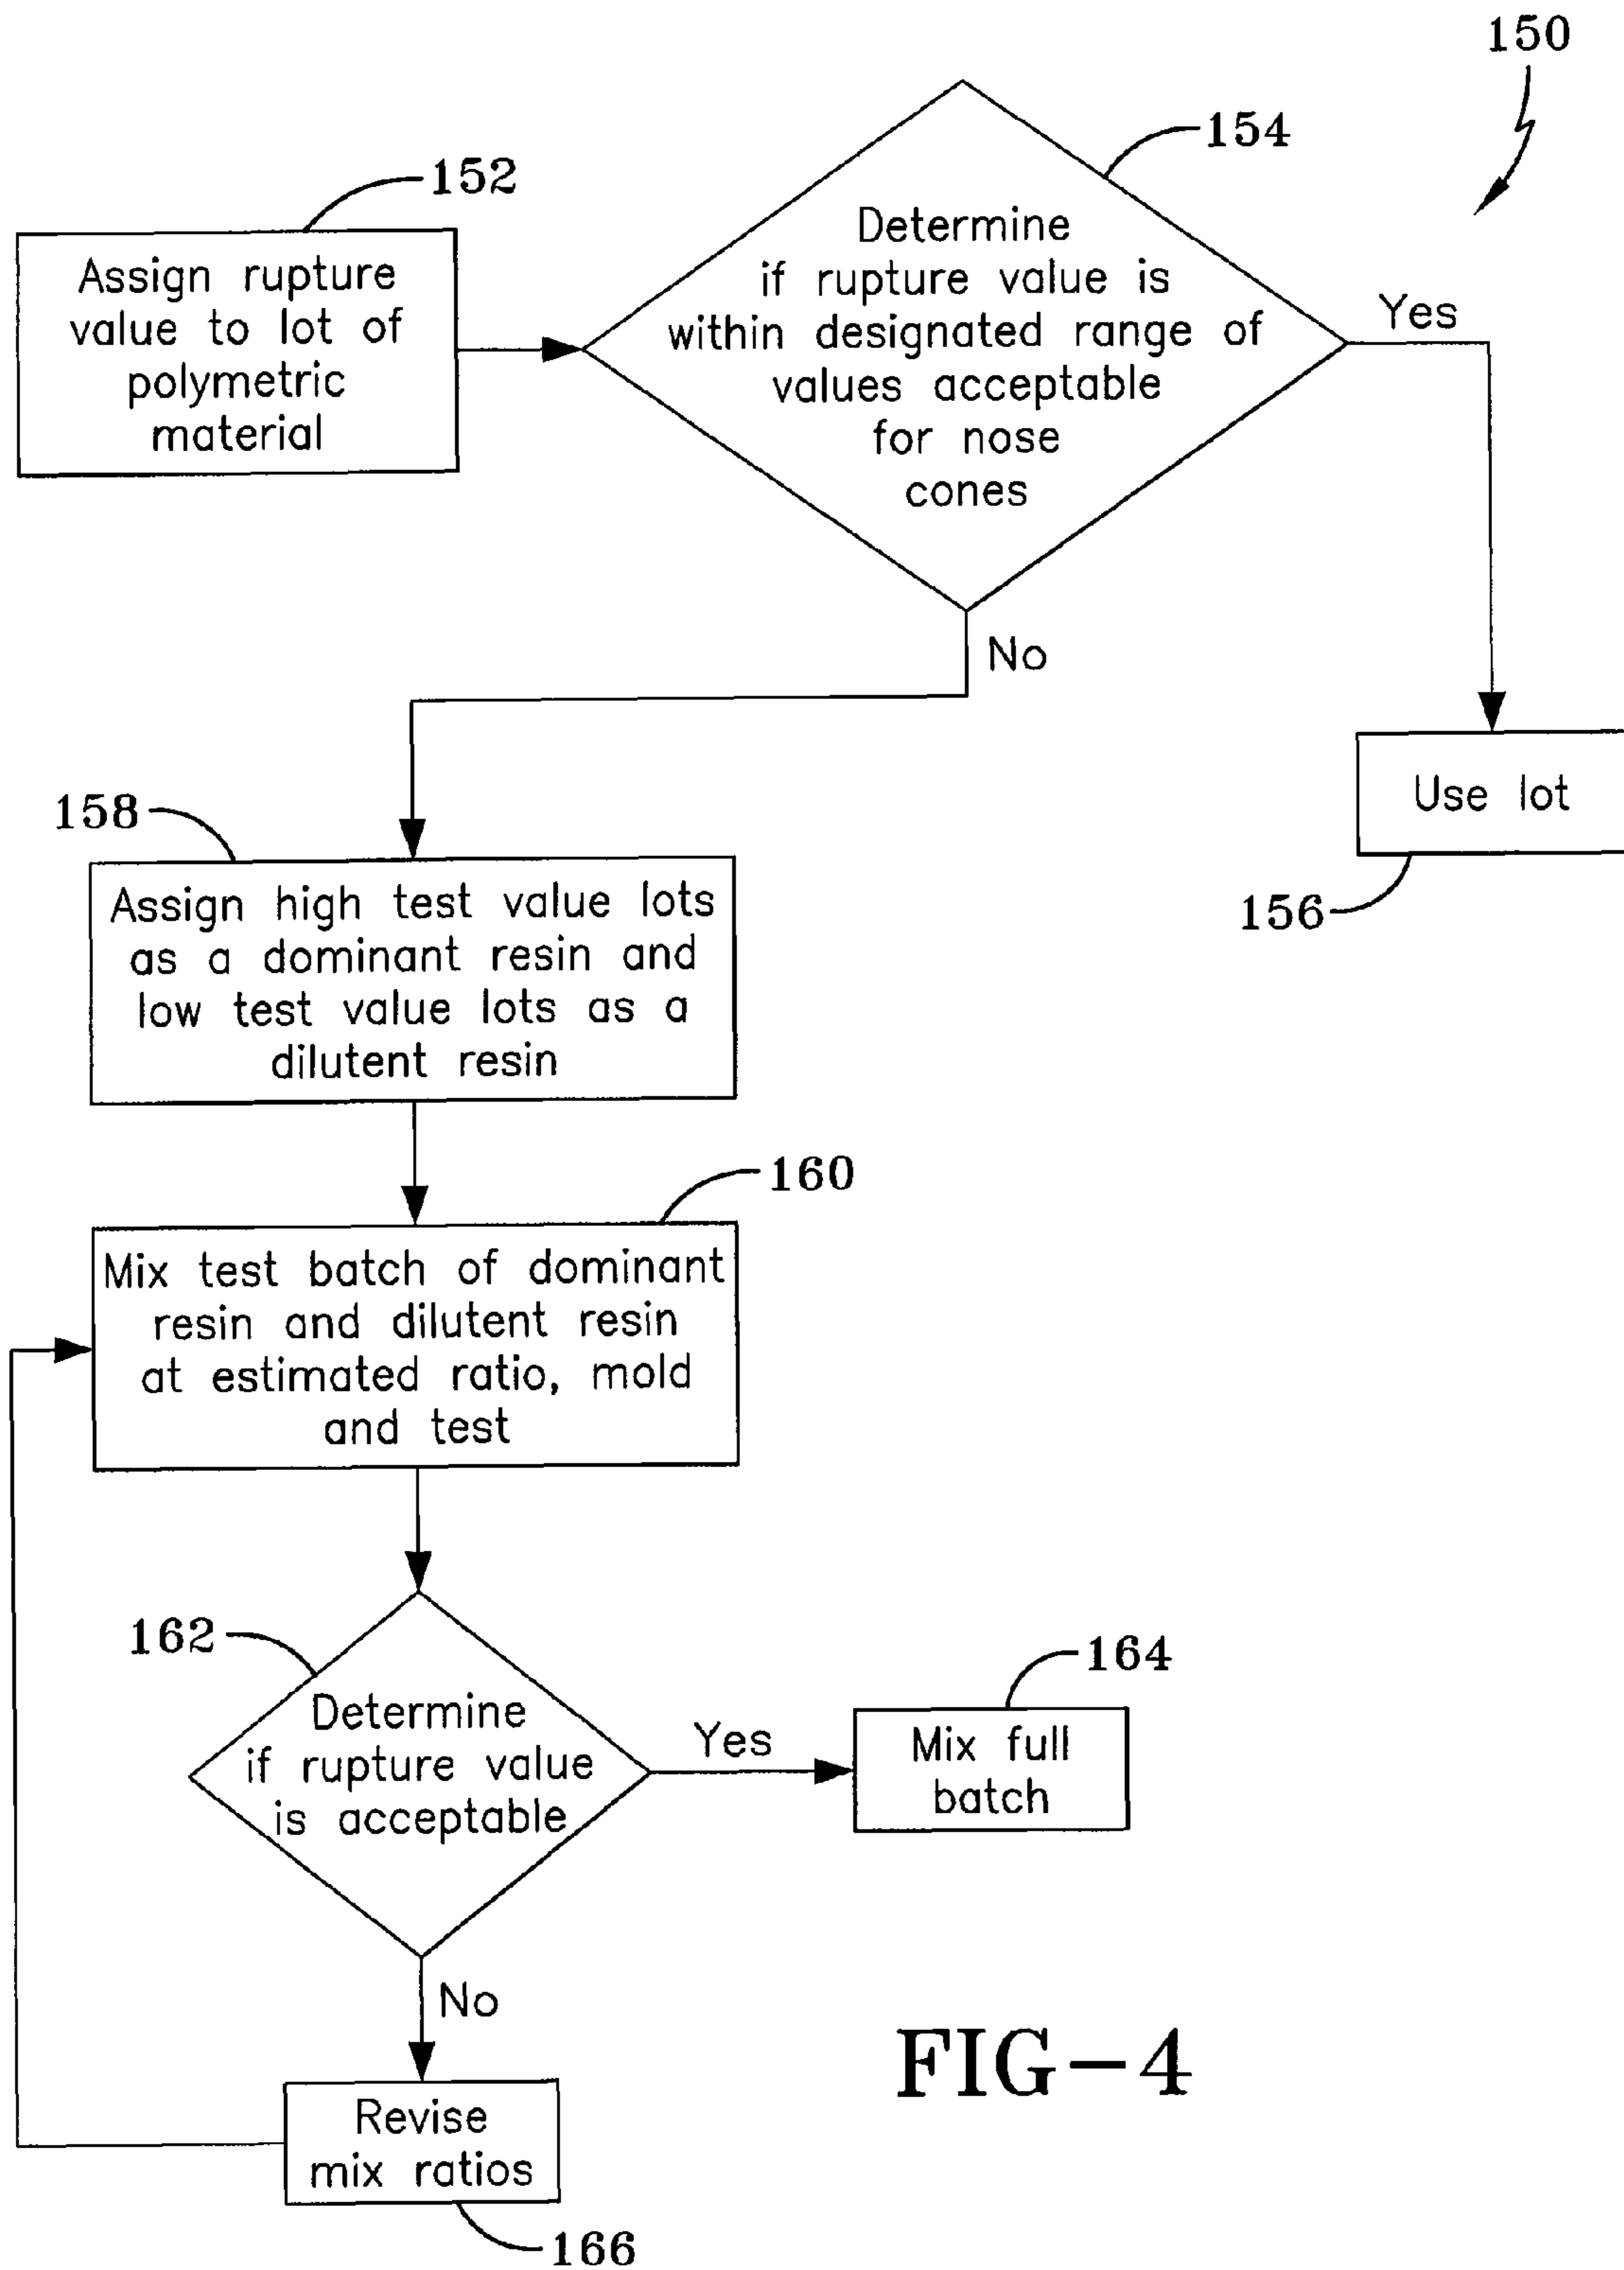 150
154
152
Determine
if rupture value is
within designated range of
values acceptable
for nose
cones
Assign rupture
value to lot of
polymetric
material
Yes
No
Use lot
156
158
Assign high test value lots
as a dominant resin and
low test value lots as a
dilutent resin
160
Mix test batch of dominant
resin and dilutent resin
at estimated ratio, mold
and test
162
Determine
if rupture value
is acceptable
Yes
164
Mix full
batch
No
Revise
mix ratios
166
FIG-4